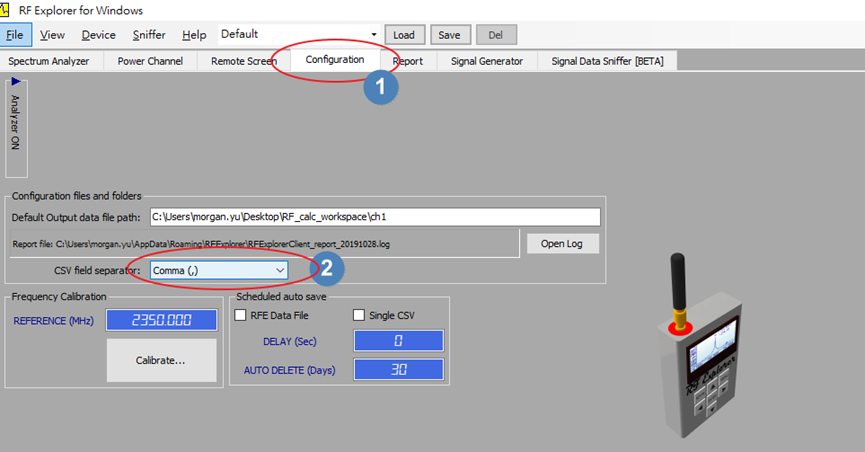 RF Explorer for Windows
File View Device Sniffer Help Default Load Save Del
Spectrum Analyzer Power Channel Remote Screen Configuration Report Signal Generator Signal Data Sniffer [BETA]
1
Analyzer ON
Configuration files and folders
Default Output data file path: C:\Users\morgan.yu\Desktop\RF_calc_workspace\ch1
Report file: C:\Users\morgan.yu\AppData\Roaming\RFExplorer\RFExplorerClient_report_20191028.log Open Log
CSV field separator: Comma (,) 2
Frequency Calibration
REFERENCE (MHz) 2350.000
Calibrate...
Scheduled auto save
RFE Data File Single CSV
DELAY (Sec) 0
AUTO DELETE (Days) 30
RF Explorer